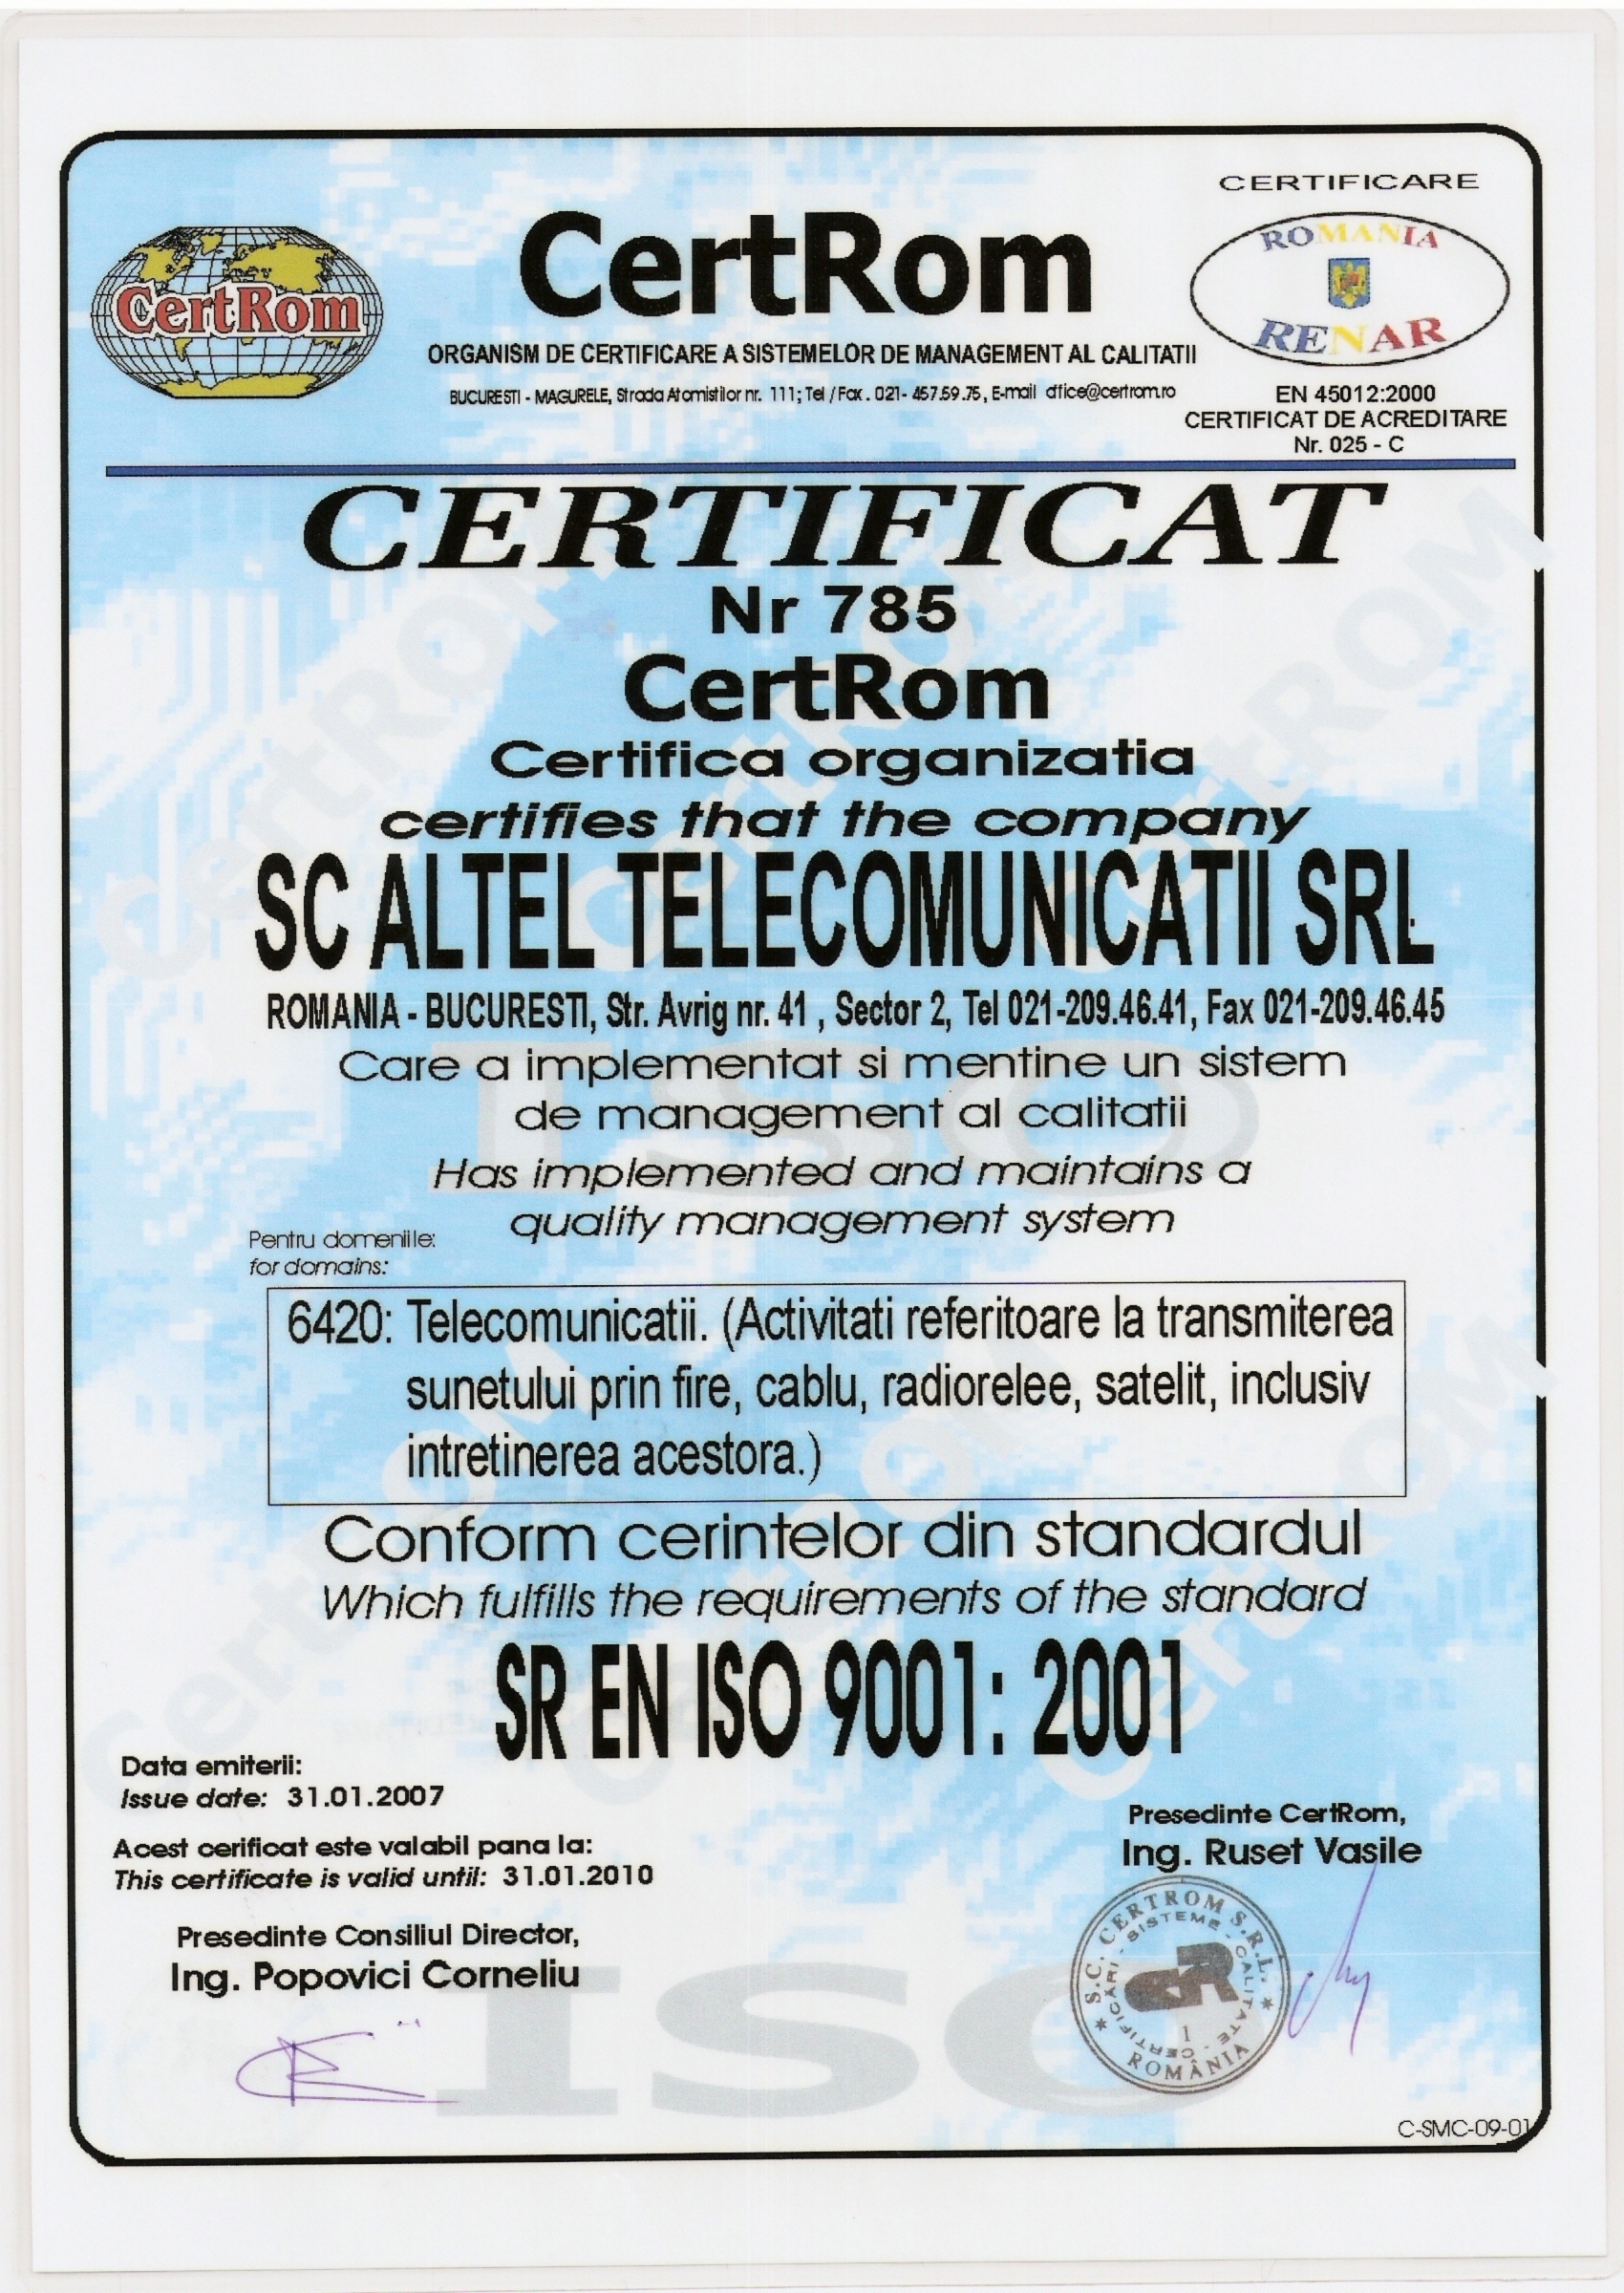 CERTIFICARE
ROMANIA
RENAR
EN 45012:2000
CERTIFICAT DE ACREDITARE
Nr. 025 - C
CertRom
CertRom
ORGANISM DE CERTIFICARE A SISTEMELOR DE MANAGEMENT AL CALITATII
BUCURESTI - MAGURELE, Strada Atomistilor nr. 111; Tel / Fax . 021- 457.59.75, E-mail office@certrom.ro
CERTIFICAT
Nr 785
CertRom
Certifica organizatia
certifies that the company
SC ALTEL TELECOMUNICATII SRL
ROMANIA - BUCURESTI, Str. Avrig nr. 41 , Sector 2, Tel 021-209.46.41, Fax 021-209.46.45
Care a implementat si mentine un sistem
de management al calitatii
Has implemented and maintains a
quality management system
Pentru domeniile:
for domains:
6420: Telecomunicatii. (Activitati referitoare la transmiterea
sunetului prin fire, cablu, radiorelee, satelit, inclusiv
intretinerea acestora.)
Conform cerintelor din standardul
Which fulfills the requirements of the standard
SR EN ISO 9001: 2001
Data emiterii:
Issue date: 31.01.2007
Acest cerificat este valabil pana la:
This certificate is valid until: 31.01.2010
Presedinte Consiliul Director,
Ing. Popovici Corneliu
Presedinte CertRom,
Ing. Ruset Vasile
S.C. CERTROM S.R.L.
CERTIFICĂRI - SISTEME - CALITATE
1
ROMÂNIA
ISO
C-SMC-09-01